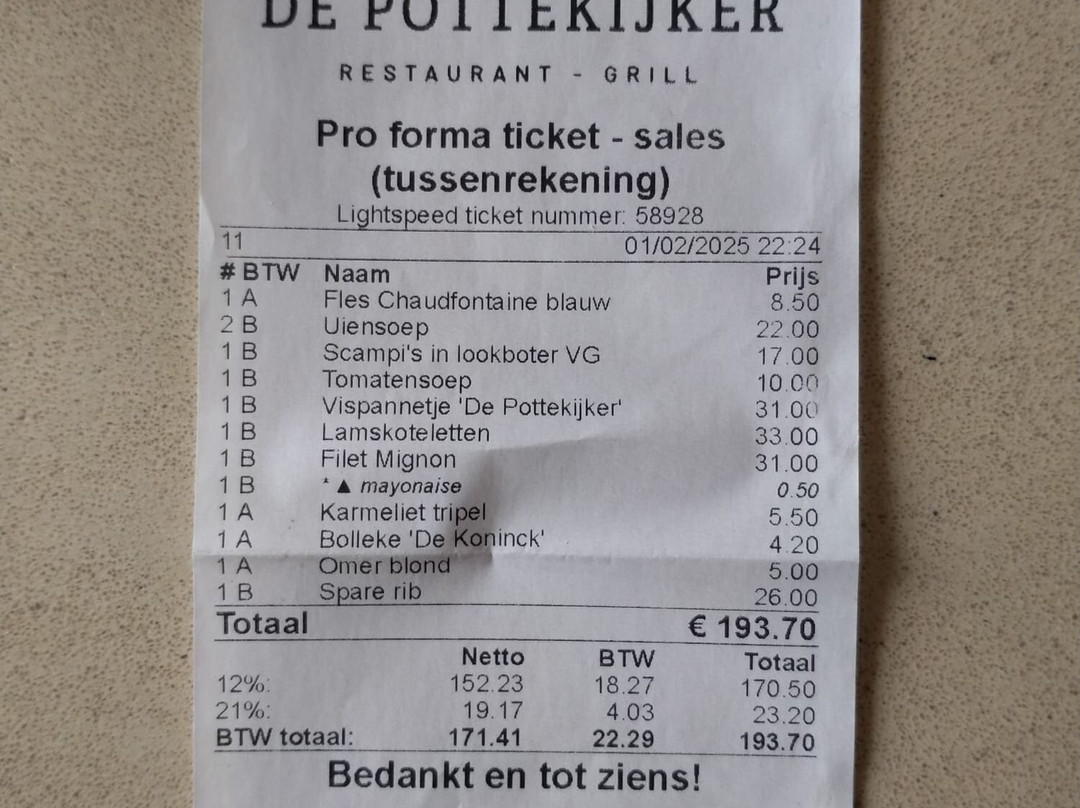 DE POTTEKIJKER
RESTAURANT - GRILL
Pro forma ticket - sales
(tussenrekening)
Lightspeed ticket nummer: 58928
11 01/02/2025 22:24
# BTW Naam Prijs
1 A Fles Chaudfontaine blauw 8.50
2 B Uiensoep 22.00
1 B Scampi's in lookboter VG 17.00
1 B Tomatensoep 10.00
1 B Vispannetje 'De Pottekijker' 31.00
1 B Lamskoteletten 33.00
1 B Filet Mignon 31.00
1 B * ▲ mayonaise 0.50
1 A Karmeliet tripel 5.50
1 A Bolleke 'De Koninck' 4.20
1 A Omer blond 5.00
1 B Spare rib 26.00
Totaal € 193.70
Netto BTW Totaal
12%: 152.23 18.27 170.50
21%: 19.17 4.03 23.20
BTW totaal: 171.41 22.29 193.70
Bedankt en tot ziens!